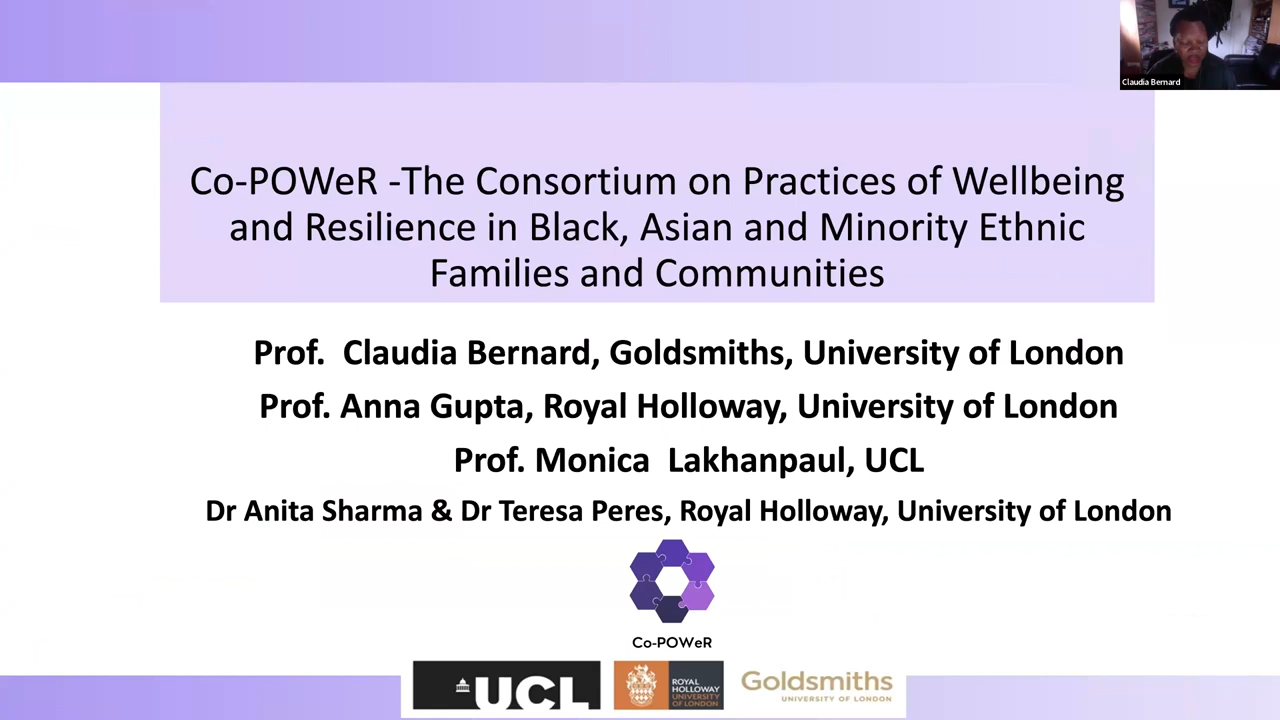 Claudia Bernard
Co-POWeR -The Consortium on Practices of Wellbeing
and Resilience in Black, Asian and Minority Ethnic
Families and Communities
Prof.  Claudia Bernard, Goldsmiths, University of London
Prof. Anna Gupta, Royal Holloway, University of London
Prof. Monica  Lakhanpaul, UCL
Dr Anita Sharma & Dr Teresa Peres, Royal Holloway, University of London
Co-POWeR
UCL
ROYAL
HOLLOWAY
UNIVERSITY
OF LONDON
Goldsmiths
UNIVERSITY OF LONDON